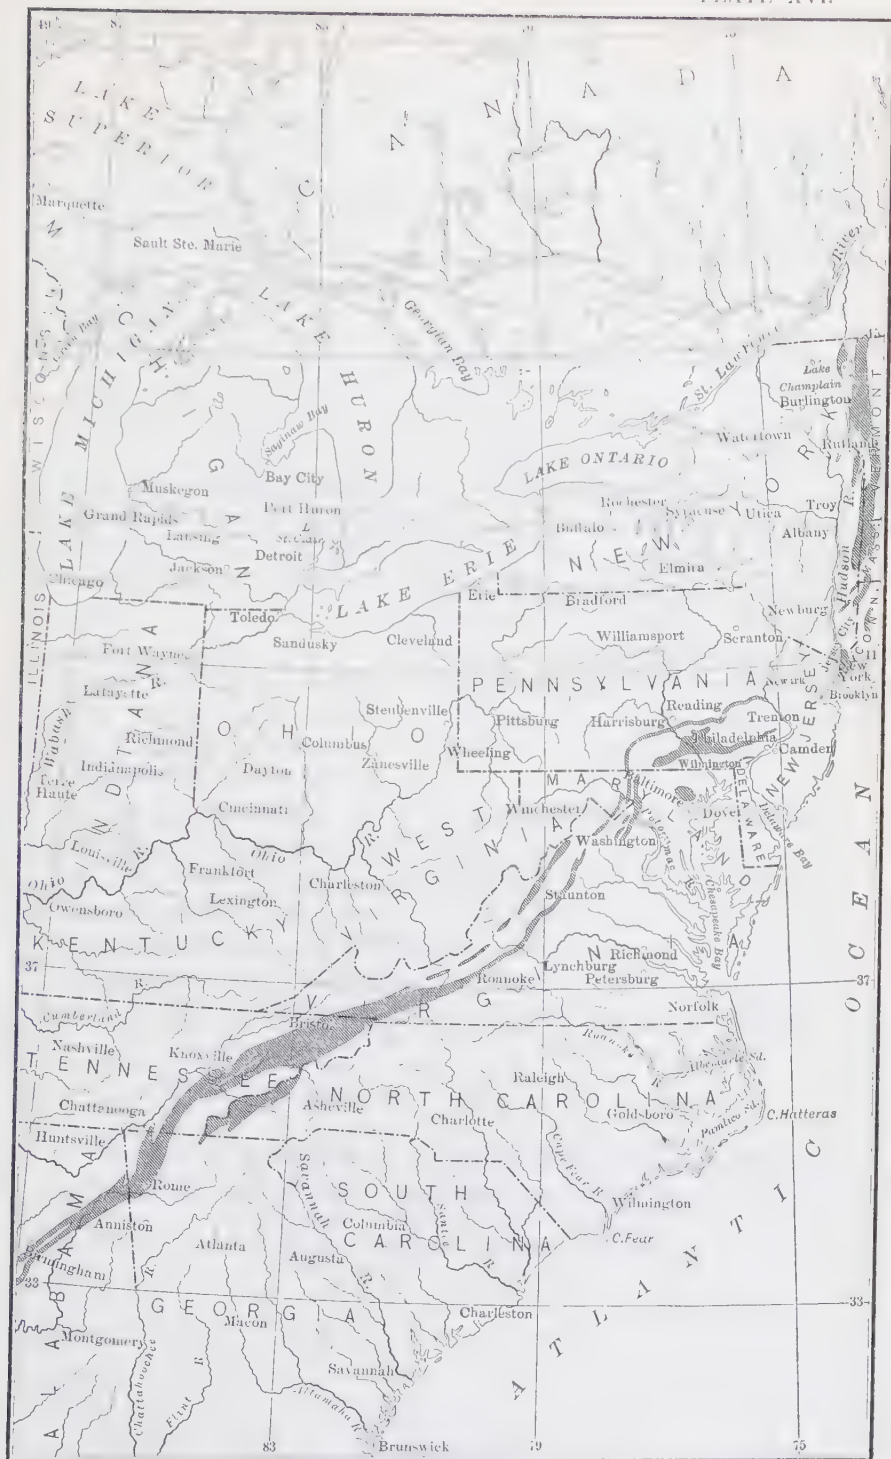 CANADA
LAKE
SUPERIOR
Marquette
Sault Ste. Marie
LAKE
HURON
Georgian Bay
St. Lawrence
River
LAKE MICHIGAN
MICHIGAN
Saginaw Bay
Bay City
Lake
Champlain
Burlington
VERMONT
Watertown
Rutland
LAKE ONTARIO
Muskegon
Grand Rapids
Port Huron
Lansing
L.
St. Clair
Detroit
Jackson
Rochester
Syracuse
Utica
Troy
Albany
Hudson R.
MASS.
CONN.
Buffalo
NEW YORK
Elmira
LAKE ERIE
Erie
Bradford
Newburg
Chicago
Toledo
Sandusky
Cleveland
Williamsport
Scranton
Jersey City
New
York
Brooklyn
Newark
ILLINOIS
Fort Wayne
Lafayette
R.
Wabash
INDIANA
Richmond
Indianapolis
Terre
Haute
OHIO
Columbus
Dayton
Zanesville
Steubenville
Wheeling
Cincinnati
PENNSYLVANIA
Pittsburg
Harrisburg
Reading
Trenton
Philadelphia
Camden
Wilmington
NEW JERSEY
MARYLAND
Baltimore
DELAWARE
Dover
Delaware Bay
Winchester
Washington
Potomac
Chesapeake Bay
WEST
VIRGINIA
Charleston
Louisville
R.
Ohio
R.
Ohio
Frankfort
Lexington
Owensboro
KENTUCKY
Staunton
Richmond
Lynchburg
Petersburg
Roanoke
VIRGINIA
Norfolk
37
37
Cumberland
R.
Bristol
Nashville
Knoxville
TENNESSEE
Chattanooga
Huntsville
Asheville
NORTH CAROLINA
Raleigh
Charlotte
Goldsboro
Roanoke
R.
Albemarle Sd.
Pamlico Sd.
C. Hatteras
Cape Fear R.
Wilmington
C. Fear
Rome
Anniston
Birmingham
ALABAMA
SOUTH
CAROLINA
Savannah
R.
Columbia
Santee
R.
Atlanta
Augusta
33
33
Charleston
GEORGIA
Macon
Montgomery
Chattahoochee
R.
Flint
R.
Savannah
Altamaha R.
Brunswick
ATLANTIC
OCEAN
83
79
75